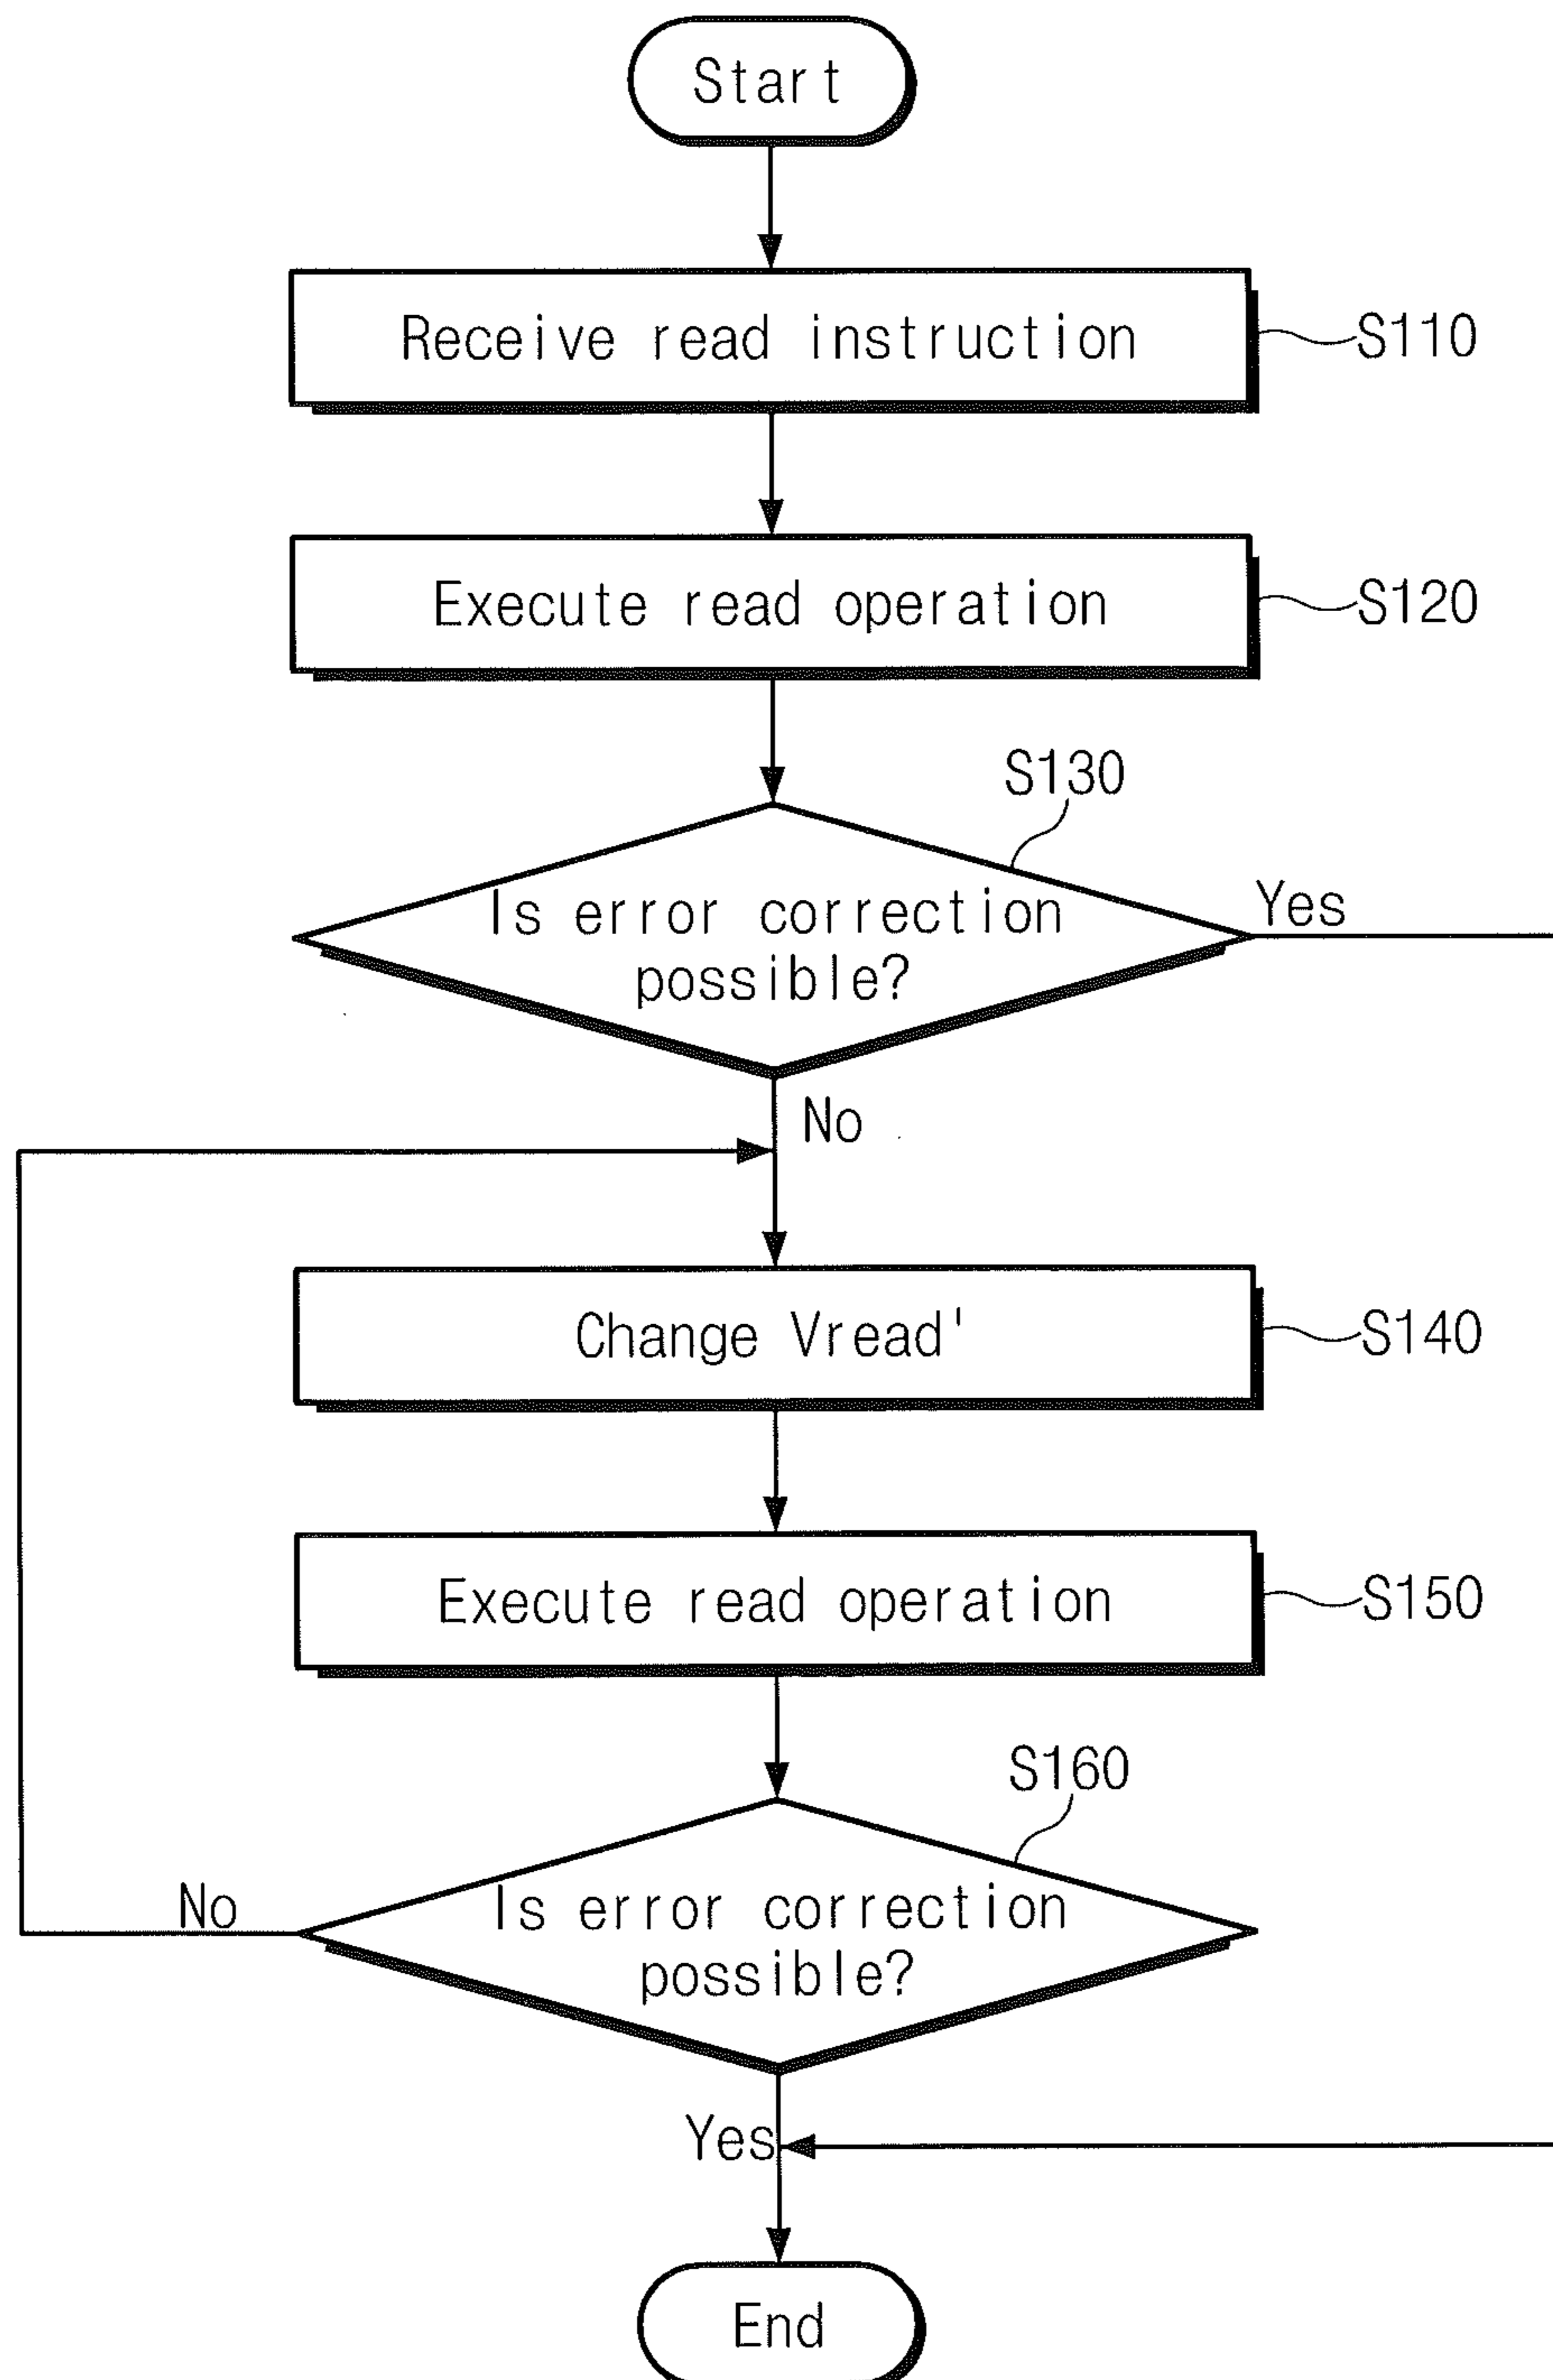 Start
Receive read instruction
S110
Execute read operation
S120
S130
Is error correction
possible?
Yes
No
Change Vread'
S140
Execute read operation
S150
S160
Is error correction
possible?
No
Yes
End